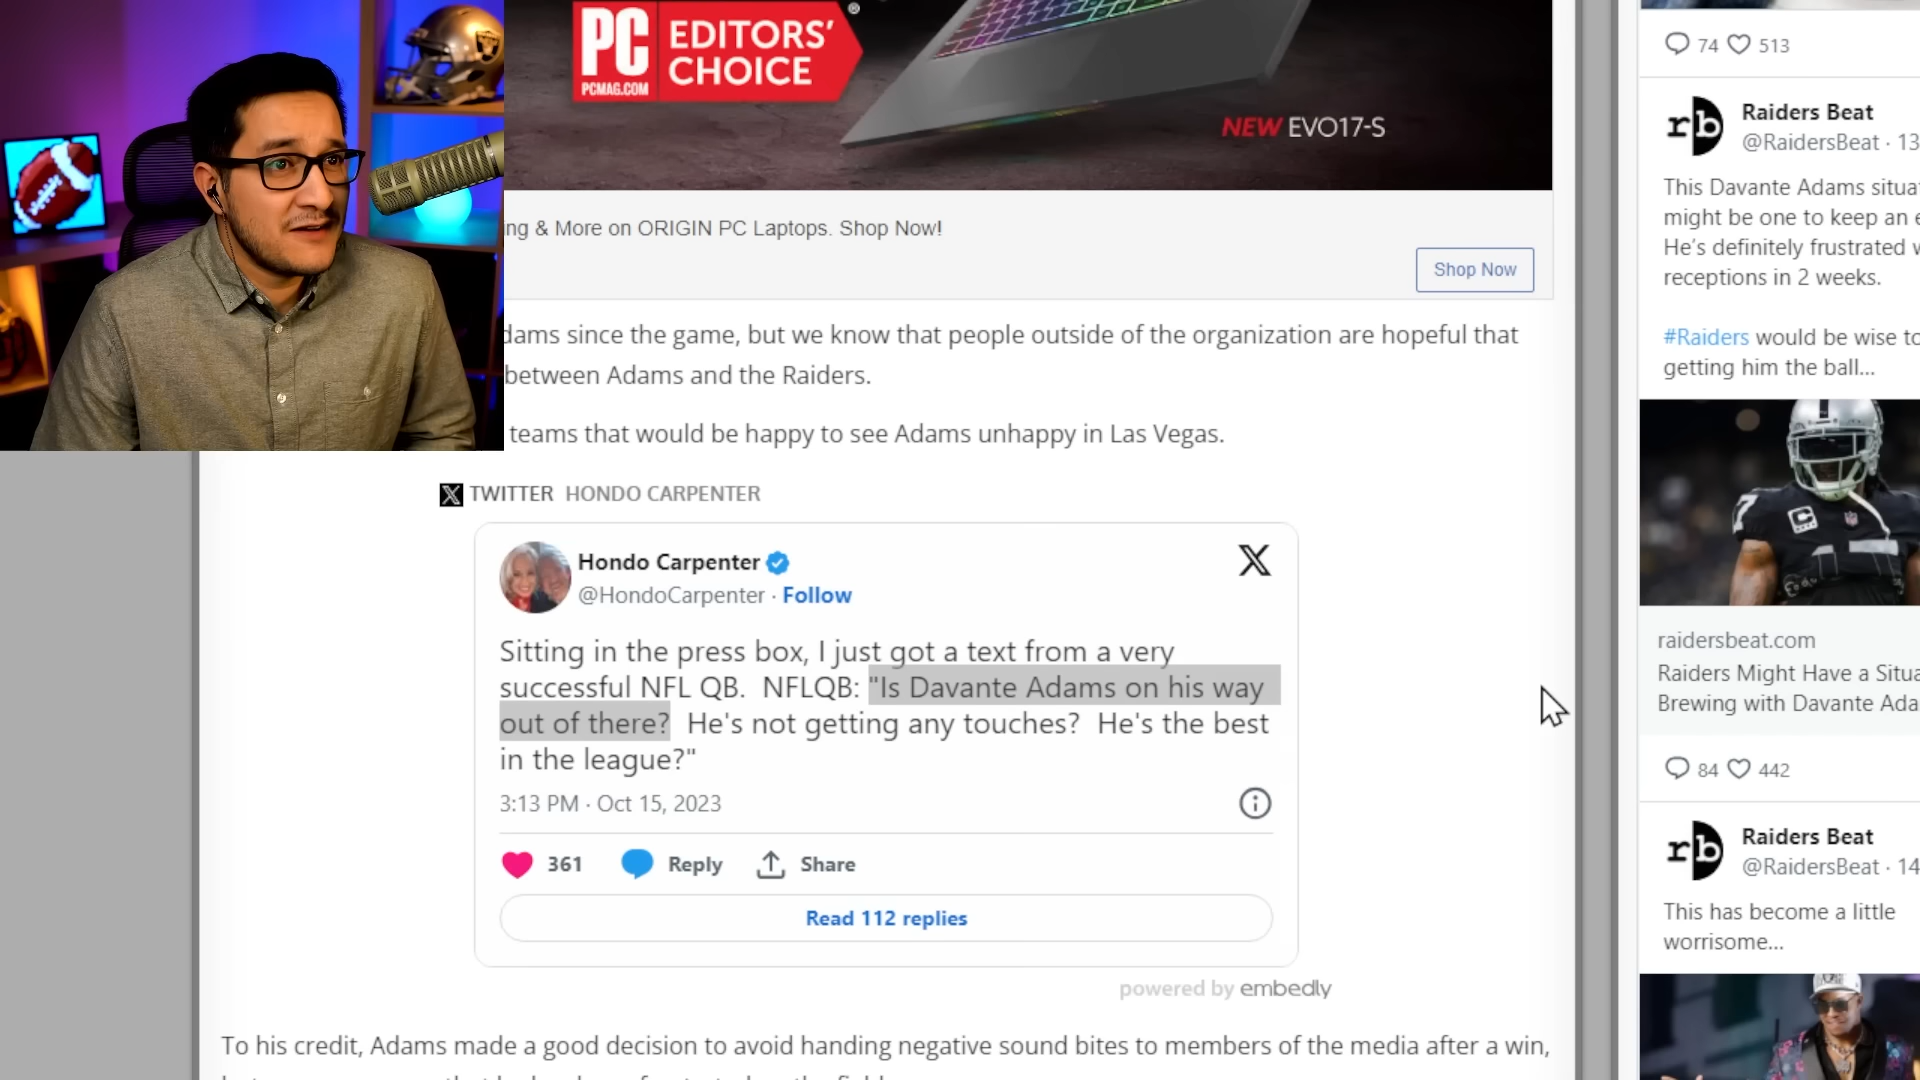 PC
PCMAG.COM
EDITORS'
CHOICE
®
NEW EVO17-S
ing & More on ORIGIN PC Laptops. Shop Now!
Shop Now
dams since the game, but we know that people outside of the organization are hopeful that
between Adams and the Raiders.
teams that would be happy to see Adams unhappy in Las Vegas.
TWITTER HONDO CARPENTER
Hondo Carpenter
@HondoCarpenter · Follow
Sitting in the press box, I just got a text from a very
successful NFL QB. NFLQB: "Is Davante Adams on his way
out of there? He's not getting any touches? He's the best
in the league?"
3:13 PM · Oct 15, 2023
361 Reply Share
Read 112 replies
powered by embedly
To his credit, Adams made a good decision to avoid handing negative sound bites to members of the media after a win,
74 513
rb
Raiders Beat
@RaidersBeat · 13
This Davante Adams situa
might be one to keep an e
He's definitely frustrated w
receptions in 2 weeks.
#Raiders would be wise to
getting him the ball...
C
raidersbeat.com
Raiders Might Have a Situa
Brewing with Davante Ada
84 442
rb
Raiders Beat
@RaidersBeat · 14
This has become a little
worrisome...